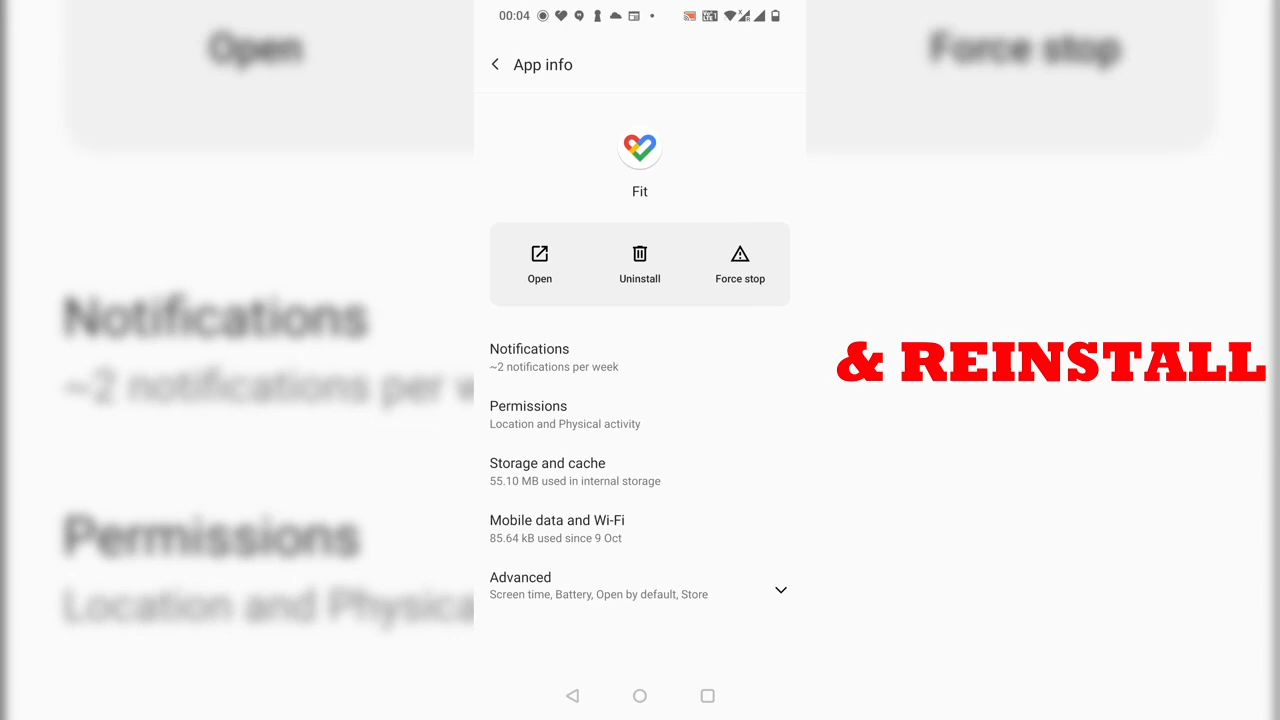 00:04
App info
Fit
Open
Uninstall
Force stop
Notifications
~2 notifications per week
Permissions
Location and Physical activity
Storage and cache
55.10 MB used in internal storage
Mobile data and Wi-Fi
85.64 kB used since 9 Oct
Advanced
Screen time, Battery, Open by default, Store
& REINSTALL
Open
Force stop
Notifications
~2 notifications per w
Permissions
Location and Physica